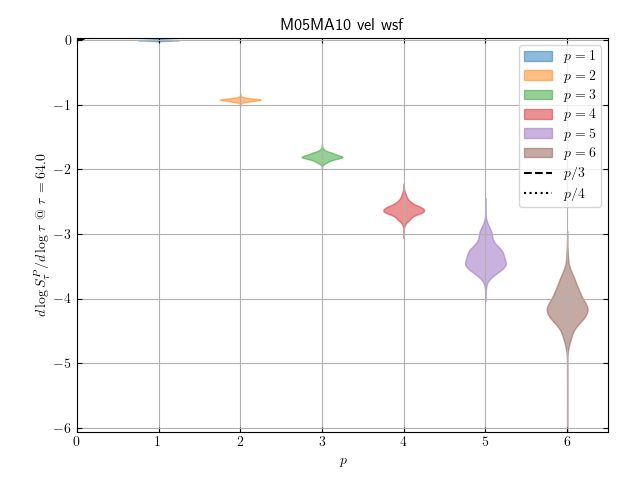 M05MA10 vel wsf
0
−1
−2
−3
−4
−5
−6
d log S_τ^P / d log τ @ τ = 64.0
p = 1
p = 2
p = 3
p = 4
p = 5
p = 6
p/3
p/4
0 1 2 3 4 5 6
p